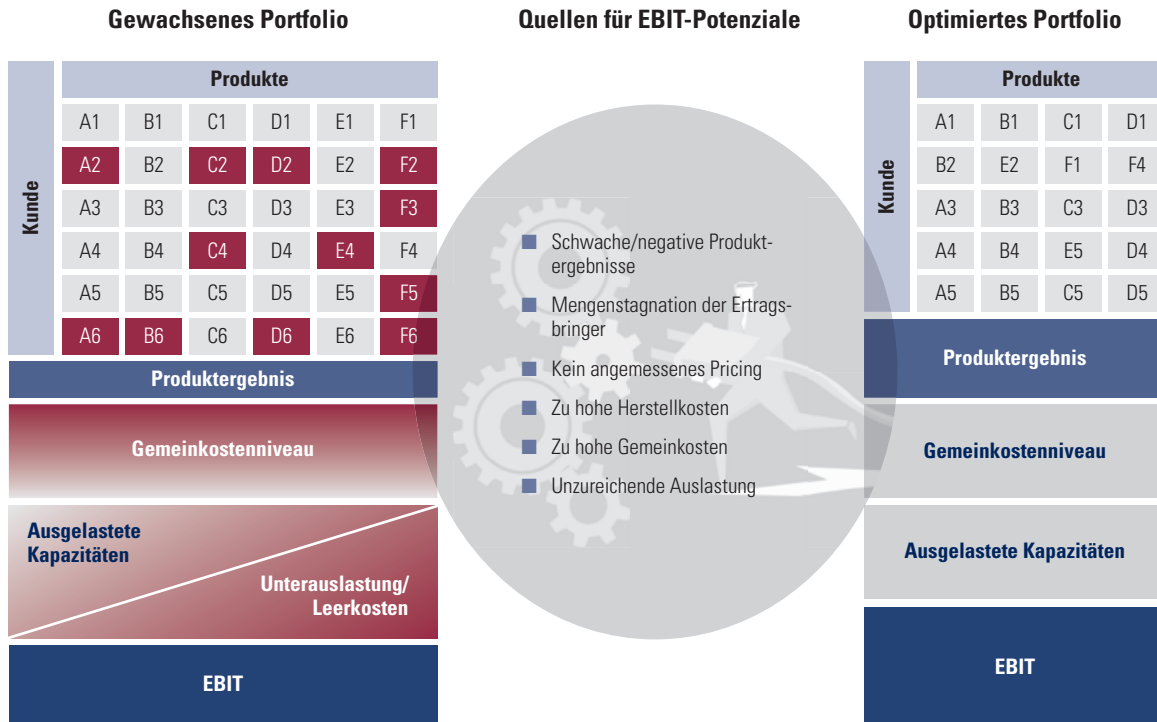 Gewachsenes Portfolio
Quellen für EBIT-Potenziale
Optimiertes Portfolio
Kunde
Produkte
A1 B1 C1 D1 E1 F1
A2 B2 C2 D2 E2 F2
A3 B3 C3 D3 E3 F3
A4 B4 C4 D4 E4 F4
A5 B5 C5 D5 E5 F5
A6 B6 C6 D6 E6 F6
Produktergebnis
Gemeinkostenniveau
Ausgelastete
Kapazitäten
Unterauslastung/
Leerkosten
EBIT
Schwache/negative Produkt-
ergebnisse
Mengenstagnation der Ertrags-
bringer
Kein angemessenes Pricing
Zu hohe Herstellkosten
Zu hohe Gemeinkosten
Unzureichende Auslastung
Kunde
Produkte
A1 B1 C1 D1
B2 E2 F1 F4
A3 B3 C3 D3
A4 B4 E5 D4
A5 B5 C5 D5
Produktergebnis
Gemeinkostenniveau
Ausgelastete Kapazitäten
EBIT